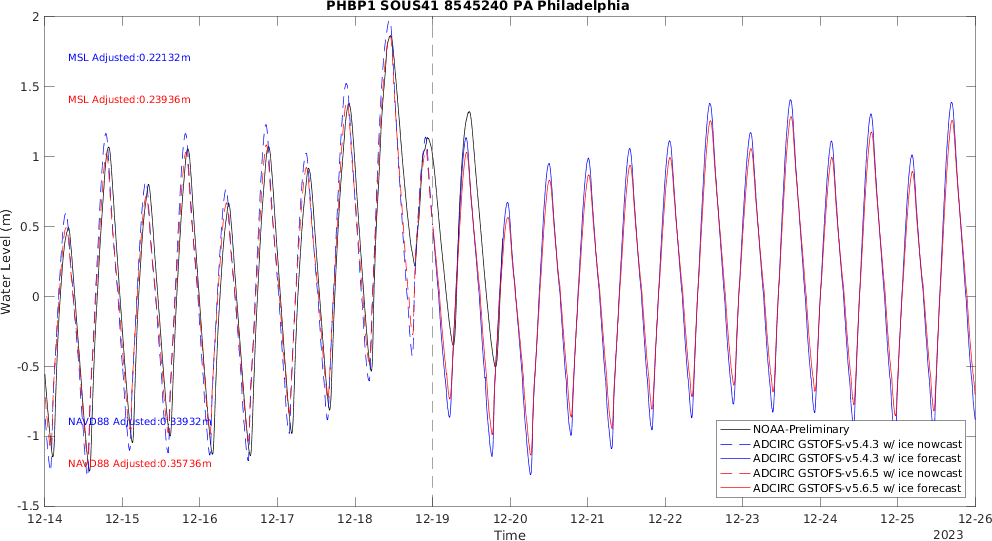 PHBP1 SOUS41 8545240 PA Philadelphia
2
1.5
1
0.5
0
-0.5
-1
-1.5
Water Level (m)
MSL Adjusted:0.22132m
MSL Adjusted:0.23936m
NAVD88 Adjusted:0.33932m
NAVD88 Adjusted:0.35736m
NOAA-Preliminary
ADCIRC GSTOFS-v5.4.3 w/ ice nowcast
ADCIRC GSTOFS-v5.4.3 w/ ice forecast
ADCIRC GSTOFS-v5.6.5 w/ ice nowcast
ADCIRC GSTOFS-v5.6.5 w/ ice forecast
12-14 12-15 12-16 12-17 12-18 12-19 12-20 12-21 12-22 12-23 12-24 12-25 12-26
Time
2023